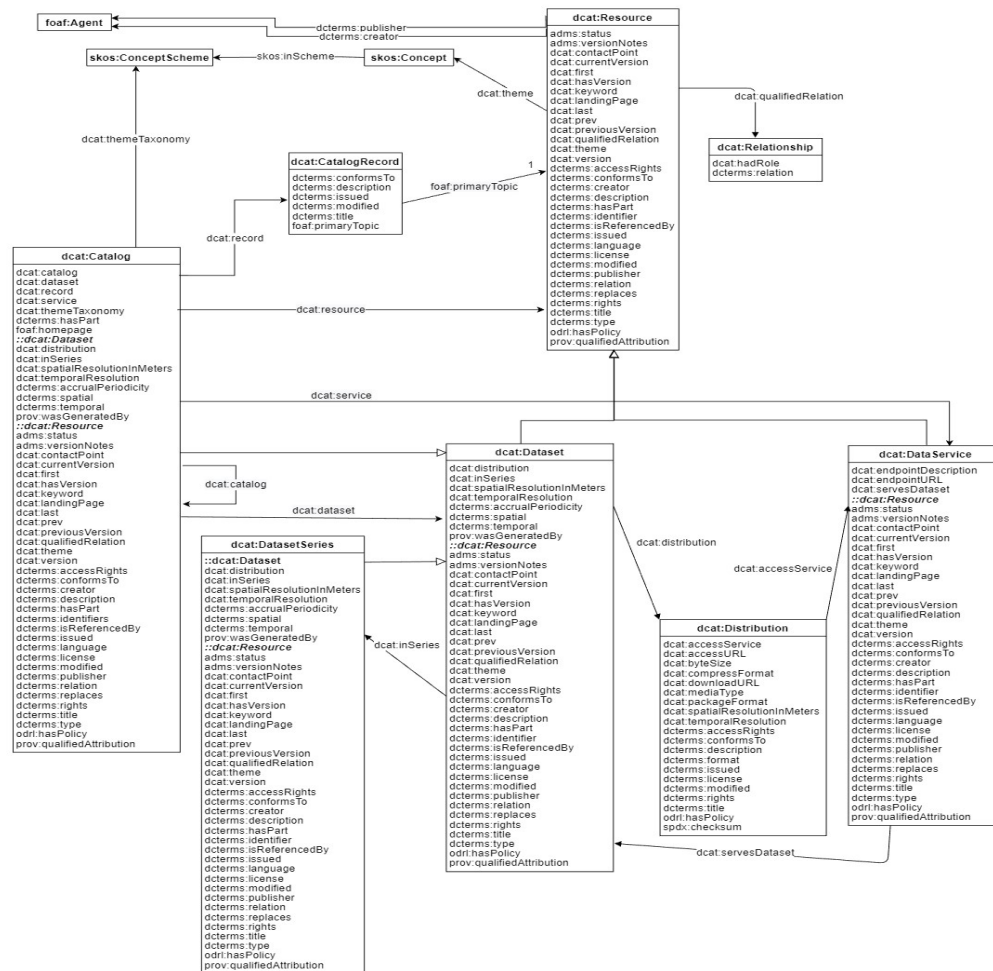 foaf:Agent
dcterms:publisher
dcterms:creator
skos:ConceptScheme
skos:inScheme
skos:Concept
dcat:theme
dcat:themeTaxonomy
dcat:Resource
adms:status
adms:versionNotes
dcat:contactPoint
dcat:currentVersion
dcat:first
dcat:hasVersion
dcat:keyword
dcat:landingPage
dcat:last
dcat:prev
dcat:previousVersion
dcat:qualifiedRelation
dcat:theme
dcat:version
dcterms:accessRights
dcterms:conformsTo
dcterms:creator
dcterms:description
dcterms:hasPart
dcterms:identifier
dcterms:isReferencedBy
dcterms:issued
dcterms:language
dcterms:license
dcterms:modified
dcterms:publisher
dcterms:relation
dcterms:replaces
dcterms:rights
dcterms:title
dcterms:type
odrl:hasPolicy
prov:qualifiedAttribution
dcat:qualifiedRelation
dcat:Relationship
dcat:hadRole
dcterms:relation
dcat:CatalogRecord
dcterms:conformsTo
dcterms:description
dcterms:issued
dcterms:modified
dcterms:title
foaf:primaryTopic
1
foaf:primaryTopic
dcat:record
dcat:Catalog
dcat:catalog
dcat:dataset
dcat:record
dcat:service
dcat:themeTaxonomy
dcterms:hasPart
foaf:homepage
::dcat:Dataset
dcat:distribution
dcat:inSeries
dcat:spatialResolutionInMeters
dcat:temporalResolution
dcterms:accrualPeriodicity
dcterms:spatial
dcterms:temporal
prov:wasGeneratedBy
::dcat:Resource
adms:status
adms:versionNotes
dcat:contactPoint
dcat:currentVersion
dcat:first
dcat:hasVersion
dcat:keyword
dcat:landingPage
dcat:last
dcat:prev
dcat:previousVersion
dcat:qualifiedRelation
dcat:theme
dcat:version
dcterms:accessRights
dcterms:conformsTo
dcterms:creator
dcterms:description
dcterms:hasPart
dcterms:identifiers
dcterms:isReferencedBy
dcterms:issued
dcterms:language
dcterms:license
dcterms:modified
dcterms:publisher
dcterms:relation
dcterms:replaces
dcterms:rights
dcterms:title
dcterms:type
odrl:hasPolicy
prov:qualifiedAttribution
dcat:resource
dcat:service
dcat:catalog
dcat:dataset
dcat:DatasetSeries
::dcat:Dataset
dcat:distribution
dcat:inSeries
dcat:spatialResolutionInMeters
dcat:temporalResolution
dcterms:accrualPeriodicity
dcterms:spatial
dcterms:temporal
prov:wasGeneratedBy
::dcat:Resource
adms:status
adms:versionNotes
dcat:contactPoint
dcat:currentVersion
dcat:first
dcat:hasVersion
dcat:keyword
dcat:landingPage
dcat:last
dcat:prev
dcat:previousVersion
dcat:qualifiedRelation
dcat:theme
dcat:version
dcterms:accessRights
dcterms:conformsTo
dcterms:creator
dcterms:description
dcterms:hasPart
dcterms:identifier
dcterms:isReferencedBy
dcterms:issued
dcterms:language
dcterms:license
dcterms:modified
dcterms:publisher
dcterms:relation
dcterms:replaces
dcterms:rights
dcterms:title
dcterms:type
odrl:hasPolicy
prov:qualifiedAttribution
dcat:inSeries
dcat:Dataset
dcat:distribution
dcat:inSeries
dcat:spatialResolutionInMeters
dcat:temporalResolution
dcterms:accrualPeriodicity
dcterms:spatial
dcterms:temporal
prov:wasGeneratedBy
::dcat:Resource
adms:status
adms:versionNotes
dcat:contactPoint
dcat:currentVersion
dcat:first
dcat:hasVersion
dcat:keyword
dcat:landingPage
dcat:last
dcat:prev
dcat:previousVersion
dcat:qualifiedRelation
dcat:theme
dcat:version
dcterms:accessRights
dcterms:conformsTo
dcterms:creator
dcterms:description
dcterms:hasPart
dcterms:identifier
dcterms:isReferencedBy
dcterms:issued
dcterms:language
dcterms:license
dcterms:modified
dcterms:publisher
dcterms:relation
dcterms:replaces
dcterms:rights
dcterms:title
dcterms:type
odrl:hasPolicy
prov:qualifiedAttribution
dcat:distribution
dcat:accessService
dcat:Distribution
dcat:accessService
dcat:accessURL
dcat:byteSize
dcat:compressFormat
dcat:downloadURL
dcat:mediaType
dcat:packageFormat
dcat:spatialResolutionInMeters
dcat:temporalResolution
dcterms:accessRights
dcterms:conformsTo
dcterms:description
dcterms:format
dcterms:issued
dcterms:license
dcterms:modified
dcterms:rights
dcterms:title
odrl:hasPolicy
spdx:checksum
dcat:DataService
dcat:endpointDescription
dcat:endpointURL
dcat:servesDataset
::dcat:Resource
adms:status
adms:versionNotes
dcat:contactPoint
dcat:currentVersion
dcat:first
dcat:hasVersion
dcat:keyword
dcat:landingPage
dcat:last
dcat:prev
dcat:previousVersion
dcat:qualifiedRelation
dcat:theme
dcat:version
dcterms:accessRights
dcterms:conformsTo
dcterms:creator
dcterms:description
dcterms:hasPart
dcterms:identifier
dcterms:isReferencedBy
dcterms:issued
dcterms:language
dcterms:license
dcterms:modified
dcterms:publisher
dcterms:relation
dcterms:replaces
dcterms:rights
dcterms:title
dcterms:type
odrl:hasPolicy
prov:qualifiedAttribution
dcat:servesDataset